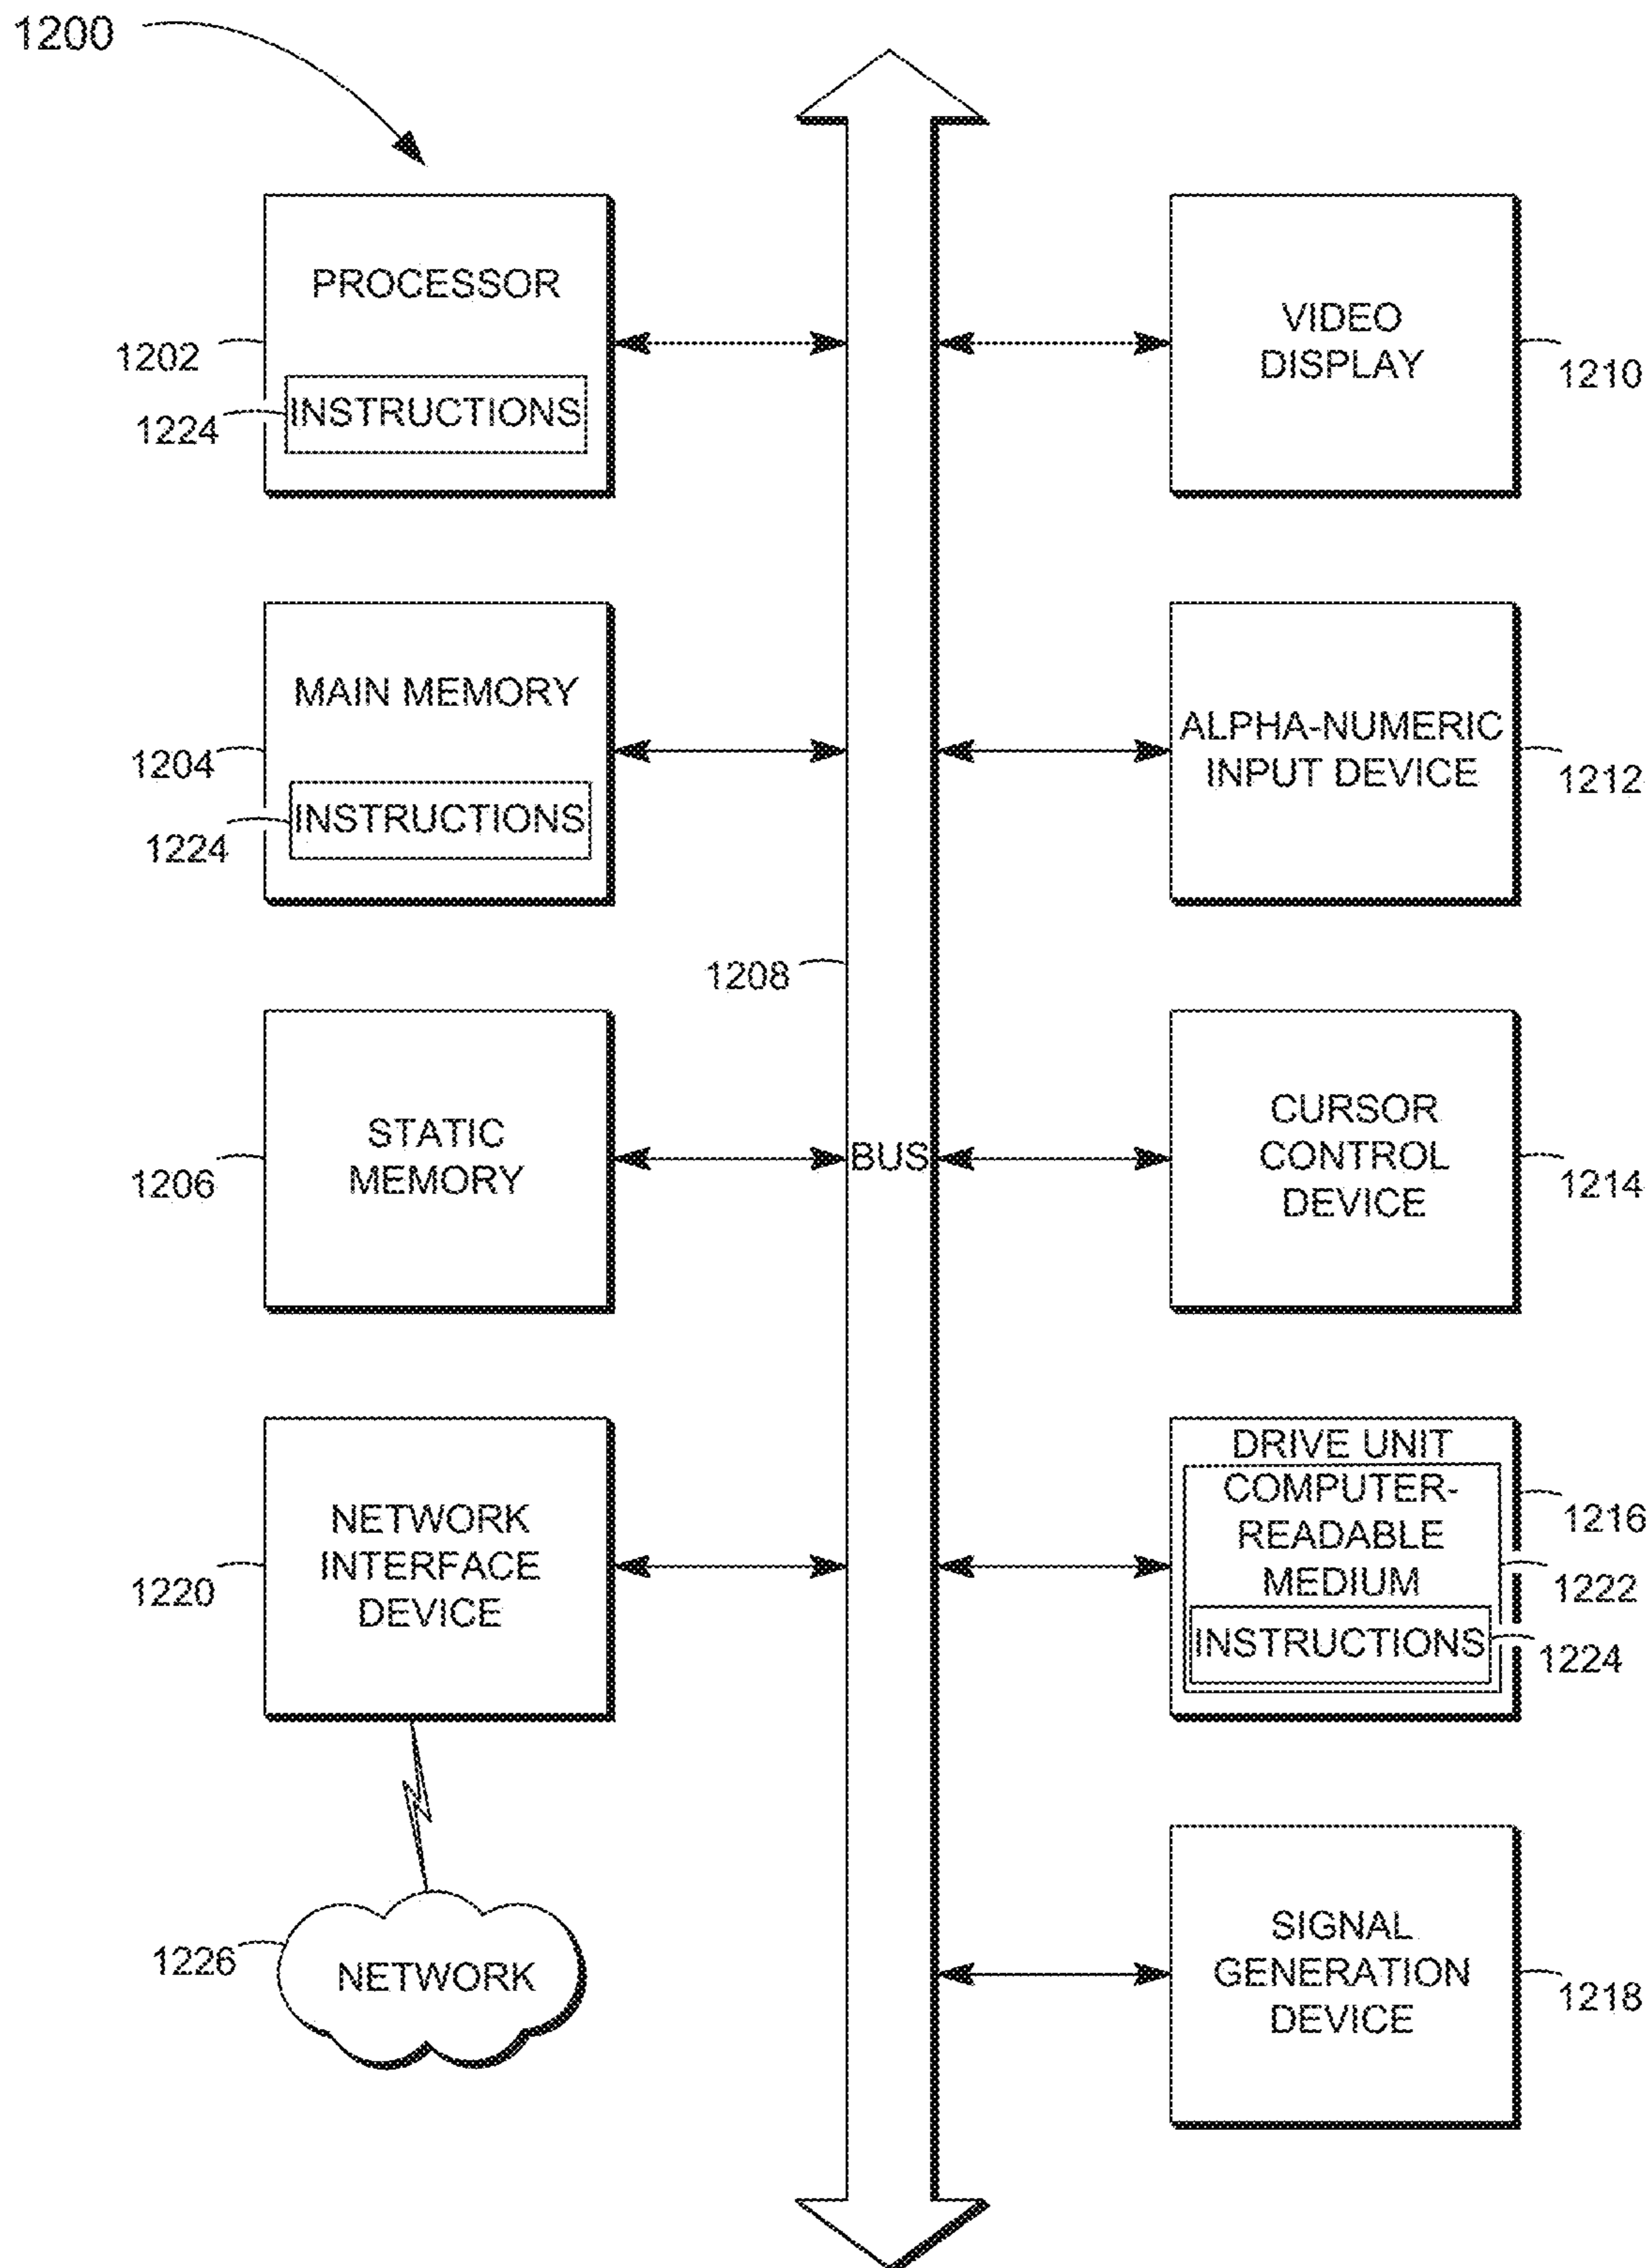 1200
PROCESSOR
1202
INSTRUCTIONS
1224
MAIN MEMORY
1204
INSTRUCTIONS
1224
1208
STATIC
MEMORY
1206
BUS
NETWORK
INTERFACE
DEVICE
1220
1226
NETWORK
VIDEO
DISPLAY
1210
ALPHA-NUMERIC
INPUT DEVICE
1212
CURSOR
CONTROL
DEVICE
1214
DRIVE UNIT
COMPUTER-
READABLE
MEDIUM
1216
1222
INSTRUCTIONS
1224
SIGNAL
GENERATION
DEVICE
1218